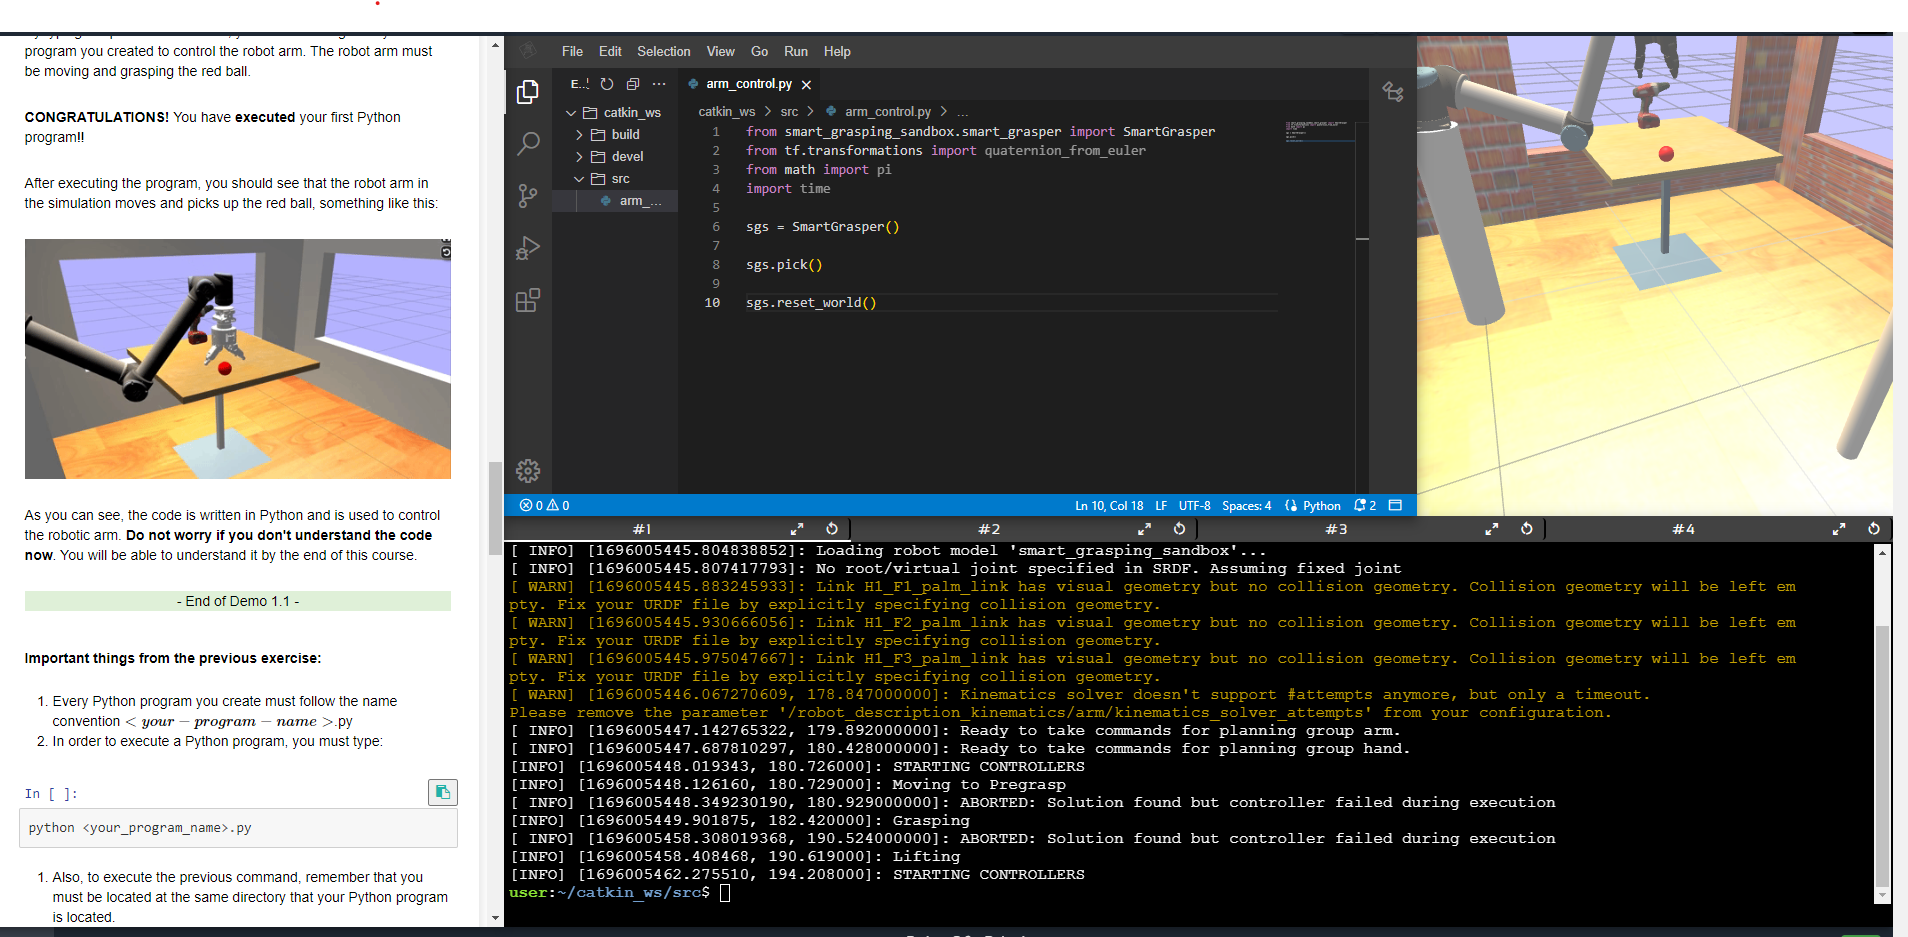 program you created to control the robot arm. The robot arm must
be moving and grasping the red ball.
CONGRATULATIONS! You have executed your first Python
program!!
After executing the program, you should see that the robot arm in
the simulation moves and picks up the red ball, something like this:
As you can see, the code is written in Python and is used to control
the robotic arm. Do not worry if you don't understand the code
now. You will be able to understand it by the end of this course.
- End of Demo 1.1 -
Important things from the previous exercise:
1. Every Python program you create must follow the name
convention < your − program − name >.py
2. In order to execute a Python program, you must type:
In [ ]:
python <your_program_name>.py
1. Also, to execute the previous command, remember that you
must be located at the same directory that your Python program
is located.
File Edit Selection View Go Run Help
E...
catkin_ws
build
devel
src
arm_...
arm_control.py
catkin_ws > src > arm_control.py > ...
1 from smart_grasping_sandbox.smart_grasper import SmartGrasper
2 from tf.transformations import quaternion_from_euler
3 from math import pi
4 import time
5
6 sgs = SmartGrasper()
7
8 sgs.pick()
9
10 sgs.reset_world()
0 0 Ln 10, Col 18 LF UTF-8 Spaces: 4 Python 2
#1 #2 #3 #4
[ INFO] [1696005445.804838852]: Loading robot model 'smart_grasping_sandbox'...
[ INFO] [1696005445.807417793]: No root/virtual joint specified in SRDF. Assuming fixed joint
[ WARN] [1696005445.883245933]: Link H1_F1_palm_link has visual geometry but no collision geometry. Collision geometry will be left em
pty. Fix your URDF file by explicitly specifying collision geometry.
[ WARN] [1696005445.930666056]: Link H1_F2_palm_link has visual geometry but no collision geometry. Collision geometry will be left em
pty. Fix your URDF file by explicitly specifying collision geometry.
[ WARN] [1696005445.975047667]: Link H1_F3_palm_link has visual geometry but no collision geometry. Collision geometry will be left em
pty. Fix your URDF file by explicitly specifying collision geometry.
[ WARN] [1696005446.067270609, 178.847000000]: Kinematics solver doesn't support #attempts anymore, but only a timeout.
Please remove the parameter '/robot_description_kinematics/arm/kinematics_solver_attempts' from your configuration.
[ INFO] [1696005447.142765322, 179.892000000]: Ready to take commands for planning group arm.
[ INFO] [1696005447.687810297, 180.428000000]: Ready to take commands for planning group hand.
[INFO] [1696005448.019343, 180.726000]: STARTING CONTROLLERS
[INFO] [1696005448.126160, 180.729000]: Moving to Pregrasp
[ INFO] [1696005448.349230190, 180.929000000]: ABORTED: Solution found but controller failed during execution
[INFO] [1696005449.901875, 182.420000]: Grasping
[ INFO] [1696005458.308019368, 190.524000000]: ABORTED: Solution found but controller failed during execution
[INFO] [1696005458.408468, 190.619000]: Lifting
[INFO] [1696005462.275510, 194.208000]: STARTING CONTROLLERS
user:~/catkin_ws/src$